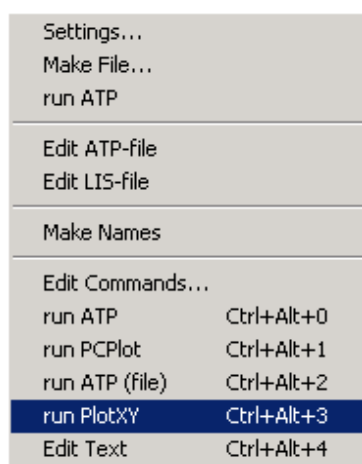 Settings...
Make File...
run ATP
Edit ATP-file
Edit LIS-file
Make Names
Edit Commands...
run ATP Ctrl+Alt+0
run PCPlot Ctrl+Alt+1
run ATP (file) Ctrl+Alt+2
run PlotXY Ctrl+Alt+3
Edit Text Ctrl+Alt+4